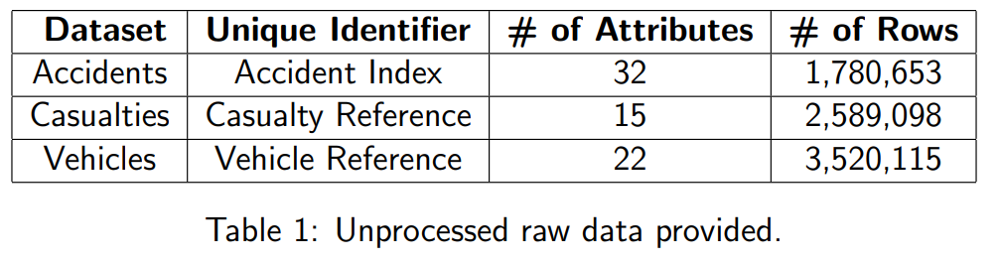 Dataset Unique Identifier # of Attributes # of Rows
Accidents Accident Index 32 1,780,653
Casualties Casualty Reference 15 2,589,098
Vehicles Vehicle Reference 22 3,520,115
Table 1: Unprocessed raw data provided.